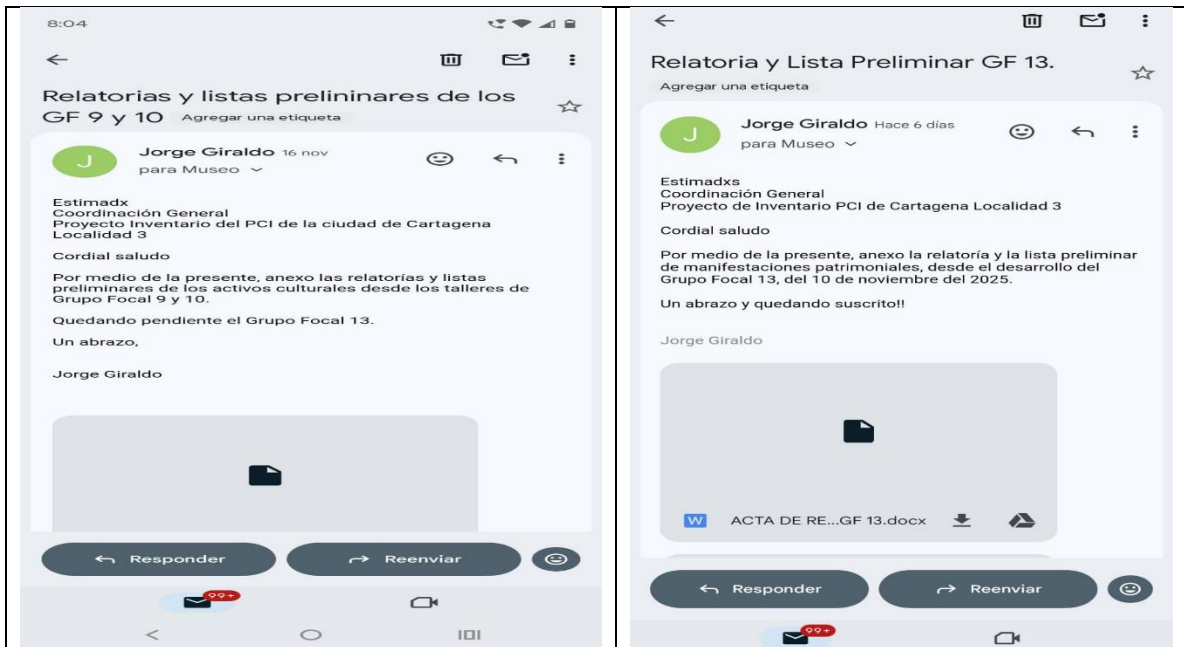 8:04
Relatorias y listas prelininares de los
GF 9 y 10 Agregar una etiqueta
J
Jorge Giraldo 16 nov
para Museo
Estimadx
Coordinación General
Proyecto Inventario del PCI de la ciudad de Cartagena
Localidad 3
Cordial saludo
Por medio de la presente, anexo las relatorías y listas
preliminares de los activos culturales desde los talleres de
Grupo Focal 9 y 10.
Quedando pendiente el Grupo Focal 13.
Un abrazo,
Jorge Giraldo
Responder
Reenviar
99+
Relatoria y Lista Preliminar GF 13.
Agregar una etiqueta
J
Jorge Giraldo Hace 6 días
para Museo
Estimadxs
Coordinación General
Proyecto de Inventario PCI de Cartagena Localidad 3
Cordial saludo
Por medio de la presente, anexo la relatoría y la lista preliminar
de manifestaciones patrimoniales, desde el desarrollo del
Grupo Focal 13, del 10 de noviembre del 2025.
Un abrazo y quedando suscrito!!
Jorge Giraldo
W ACTA DE RE...GF 13.docx
Responder
Reenviar
99+